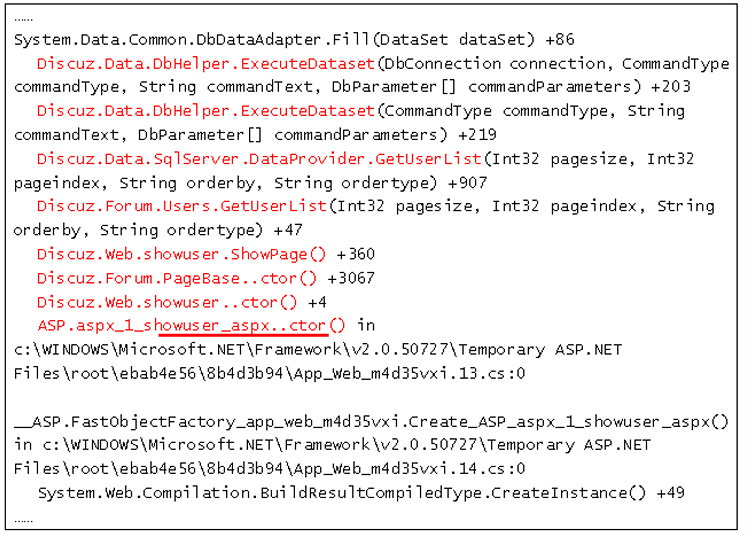 ……
System.Data.Common.DbDataAdapter.Fill(DataSet dataSet) +86
Discuz.Data.DbHelper.ExecuteDataset(DbConnection connection, CommandType
commandType, String commandText, DbParameter[] commandParameters) +203
Discuz.Data.DbHelper.ExecuteDataset(CommandType commandType, String
commandText, DbParameter[] commandParameters) +219
Discuz.Data.SqlServer.DataProvider.GetUserList(Int32 pagesize, Int32
pageindex, String orderby, String ordertype) +907
Discuz.Forum.Users.GetUserList(Int32 pagesize, Int32 pageindex, String
orderby, String ordertype) +47
Discuz.Web.showuser.ShowPage() +360
Discuz.Forum.PageBase..ctor() +3067
Discuz.Web.showuser..ctor() +4
ASP.aspx_1_showuser_aspx..ctor() in
c:\WINDOWS\Microsoft.NET\Framework\v2.0.50727\Temporary ASP.NET
Files\root\ebab4e56\8b4d3b94\App_Web_m4d35vxi.13.cs:0
__ASP.FastObjectFactory_app_web_m4d35vxi.Create_ASP_aspx_1_showuser_aspx()
in c:\WINDOWS\Microsoft.NET\Framework\v2.0.50727\Temporary ASP.NET
Files\root\ebab4e56\8b4d3b94\App_Web_m4d35vxi.14.cs:0
System.Web.Compilation.BuildResultCompiledType.CreateInstance() +49
……